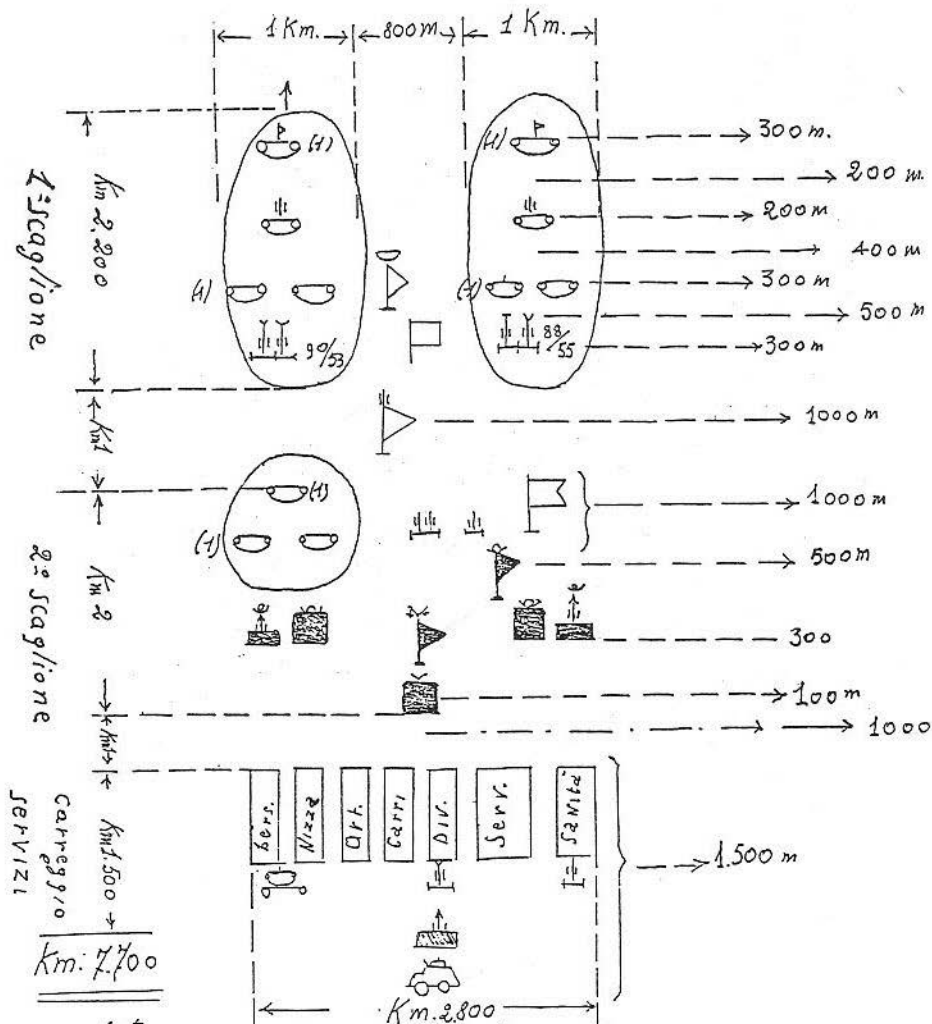 1 Km.
800 m
1 Km.
(1)
(1)
300 m.
200 m.
200 m
400 m
(1)
(1)
300 m
500 m
90/53
88/55
300 m
1000 m
(1)
(1)
1000 m
500 m
300
100 m
1000
1º Scaglione
Km 2.200
Km 1
2º Scaglione
Km 2
Km 1
Carreggio e
servizi
Km 1.500
bers.
Nizza
Art.
Carri
Div.
Serv.
Sanità
1.500 m
Km: 7.700
Km. 2.800